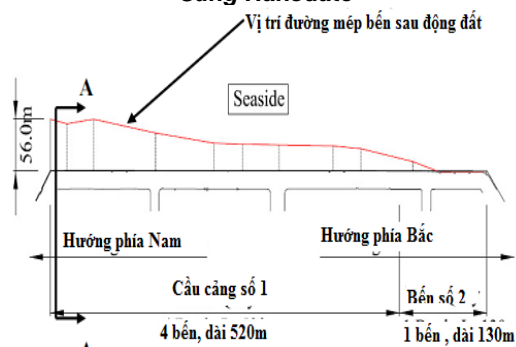 Vị trí đường mép bến sau động đất
A
Seaside
56.0m
Hướng phía Nam
Hướng phía Bắc
Cầu cảng số 1
Bến số 2
4 bến, dài 520m
1 bến , dài 130m